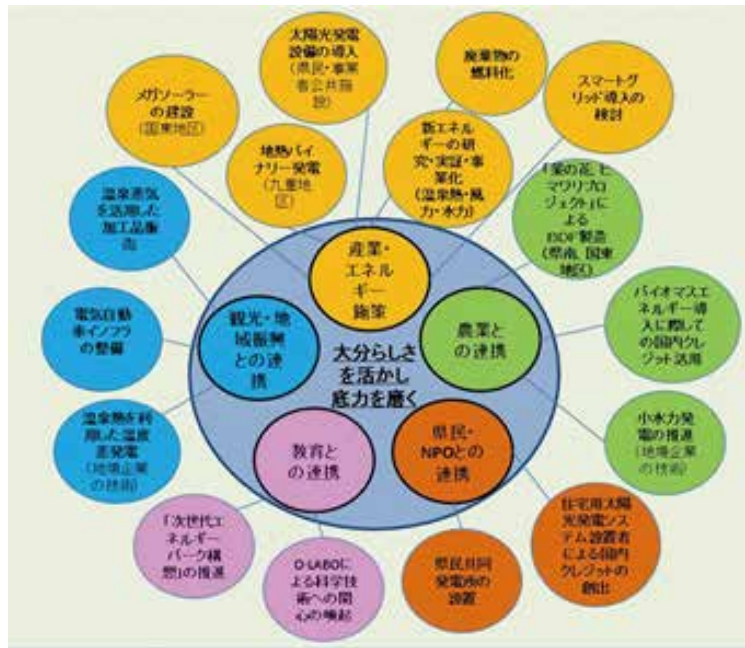 太陽光発電
設備の導入
(県民・事業
者公共施
設)
廃棄物の
燃料化
スマートグ
リッド導入の
検討
メガソーラー
の建設
(国東地区)
地熱バイ
ナリー発電
(九重地
区)
新エネル
ギーの研
究・実証・事
業化
(温泉熱・風
力・水力)
「菜の花、ヒ
マワリプロ
ジェクト」に
よる
BDF製造
(県南、国東
地区)
温泉蒸気
を活用した
加工品販
売
産業・
エネル
ギー
施策
バイオマスエ
ネルギー導
入に際して
の国内クレ
ジット活用
電気自動
車インフラ
の整備
観光・地
域振興
との連
携
農業と
の連携
大分らしさ
を活かし
底力を磨く
温泉熱を利
用した温度
差発電
(地場企業
の技術)
小水力発
電の推進
(地場企業
の技術)
教育と
の連携
県民・
NPOと
の連携
「次世代エ
ネルギー
パーク構
想」の推進
O-LABOに
よる科学技
術への関
心の喚起
県民共同
発電所の
設置
住宅用太陽
光発電シス
テム設置者
による国内
クレジットの
創出